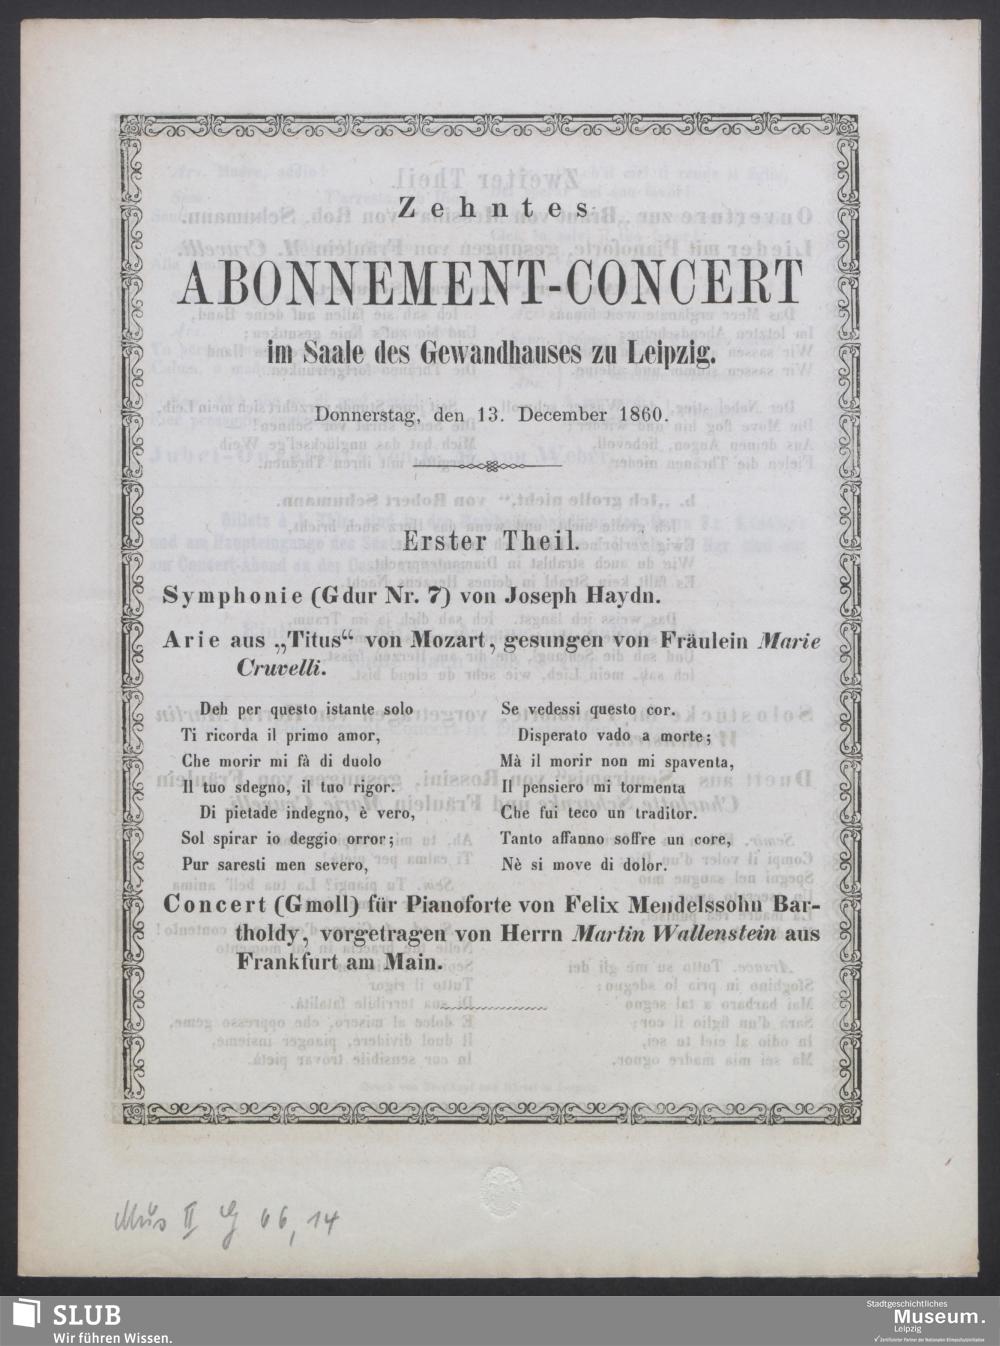 Zehntes
ABONNEMENT-CONCERT
im Saale des Gewandhauses zu Leipzig.
Donnerstag, den 13. December 1860.
Erster Theil.
Symphonie (Gdur Nr. 7) von Joseph Haydn.
Arie aus „Titus“ von Mozart, gesungen von Fräulein Marie
Cruvelli.
Deh per questo istante solo
Ti ricorda il primo amor,
Che morir mi fà di duolo
Il tuo sdegno, il tuo rigor.
Di pietade indegno, è vero,
Sol spirar io deggio orror;
Pur saresti men severo,
Se vedessi questo cor.
Disperato vado a morte;
Mà il morir non mi spaventa,
Il pensiero mi tormenta
Che fui teco un traditor.
Tanto affanno soffre un core,
Nè si move di dolor.
Concert (Gmoll) für Pianoforte von Felix Mendelssohn Bar-
tholdy, vorgetragen von Herrn Martin Wallenstein aus
Frankfurt am Main.
Mus II G 66, 14
SLUB
Wir führen Wissen.
Stadtgeschichtliches
Museum.
Leipzig